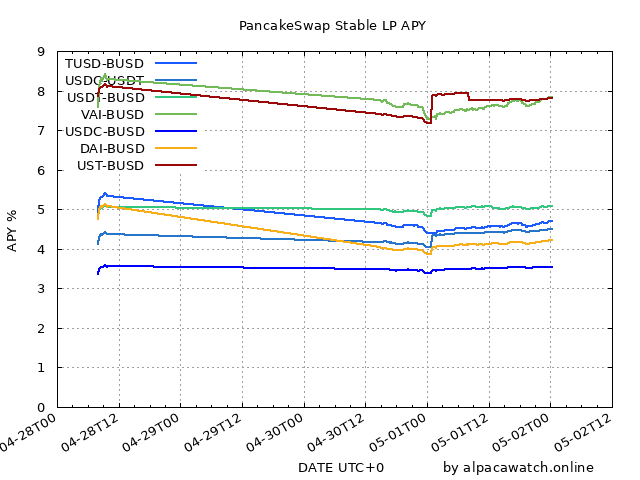 PancakeSwap Stable LP APY
9
8
7
6
5
4
3
2
1
0
APY %
TUSD-BUSD
USDC-USDT
USDT-BUSD
VAI-BUSD
USDC-BUSD
DAI-BUSD
UST-BUSD
04-28T00
04-28T12
04-29T00
04-29T12
04-30T00
04-30T12
05-01T00
05-01T12
05-02T00
05-02T12
DATE UTC+0
by alpacawatch.online